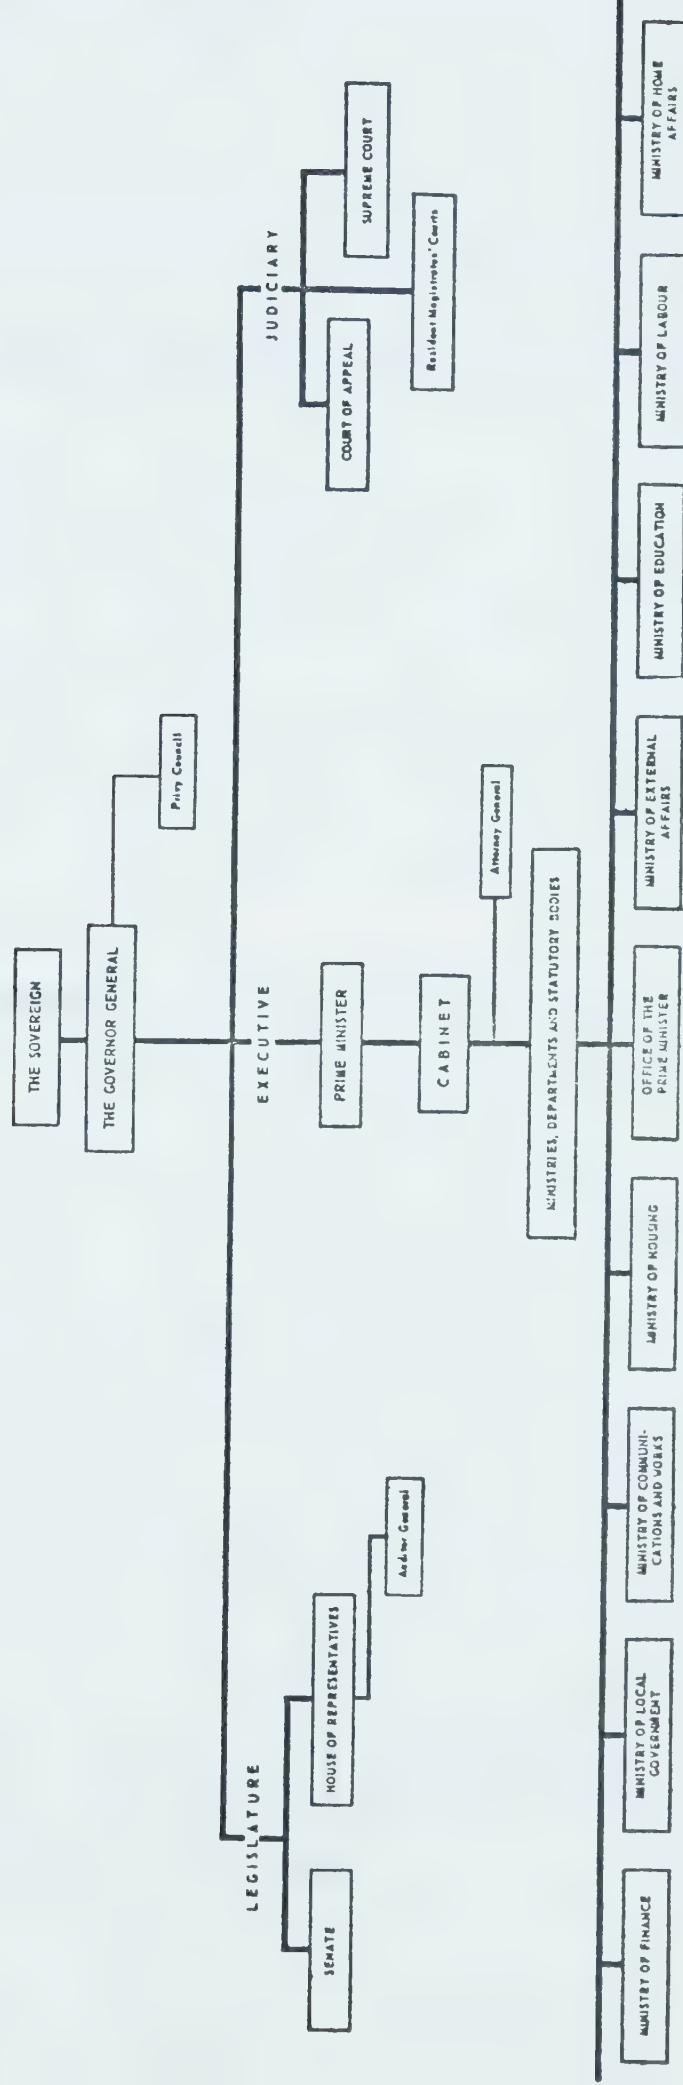 THE SOVEREIGN
THE GOVERNOR GENERAL
Privy Council
LEGISLATURE
EXECUTIVE
JUDICIARY
SENATE
HOUSE OF REPRESENTATIVES
Auditor General
PRIME MINISTER
CABINET
Attorney General
MINISTRIES, DEPARTMENTS AND STATUTORY BODIES
COURT OF APPEAL
SUPREME COURT
Resident Magistrates' Courts
MINISTRY OF FINANCE
MINISTRY OF LOCAL
GOVERNMENT
MINISTRY OF COMMUNI-
CATIONS AND WORKS
MINISTRY OF HOUSING
OFFICE OF THE
PRIME MINISTER
MINISTRY OF EXTERNAL
AFFAIRS
MINISTRY OF EDUCATION
MINISTRY OF LABOUR
MINISTRY OF HOME
AFFAIRS